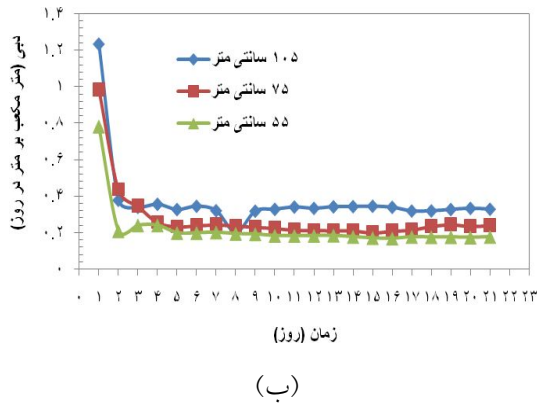 ۱.۴
۱.۲
۱
۰.۸
۰.۶
۰.۴
۰.۲
۰
دبی (متر مکعب بر متر در روز)
۱۰۵ سانتی متر
۷۵ سانتی متر
۵۵ سانتی متر
۰ ۱ ۲ ۳ ۴ ۵ ۶ ۷ ۸ ۹ ۱۰ ۱۱ ۱۲ ۱۳ ۱۴ ۱۵ ۱۶ ۱۷ ۱۸ ۱۹ ۲۰ ۲۱ ۲۲ ۲۳
زمان (روز)
(ب)